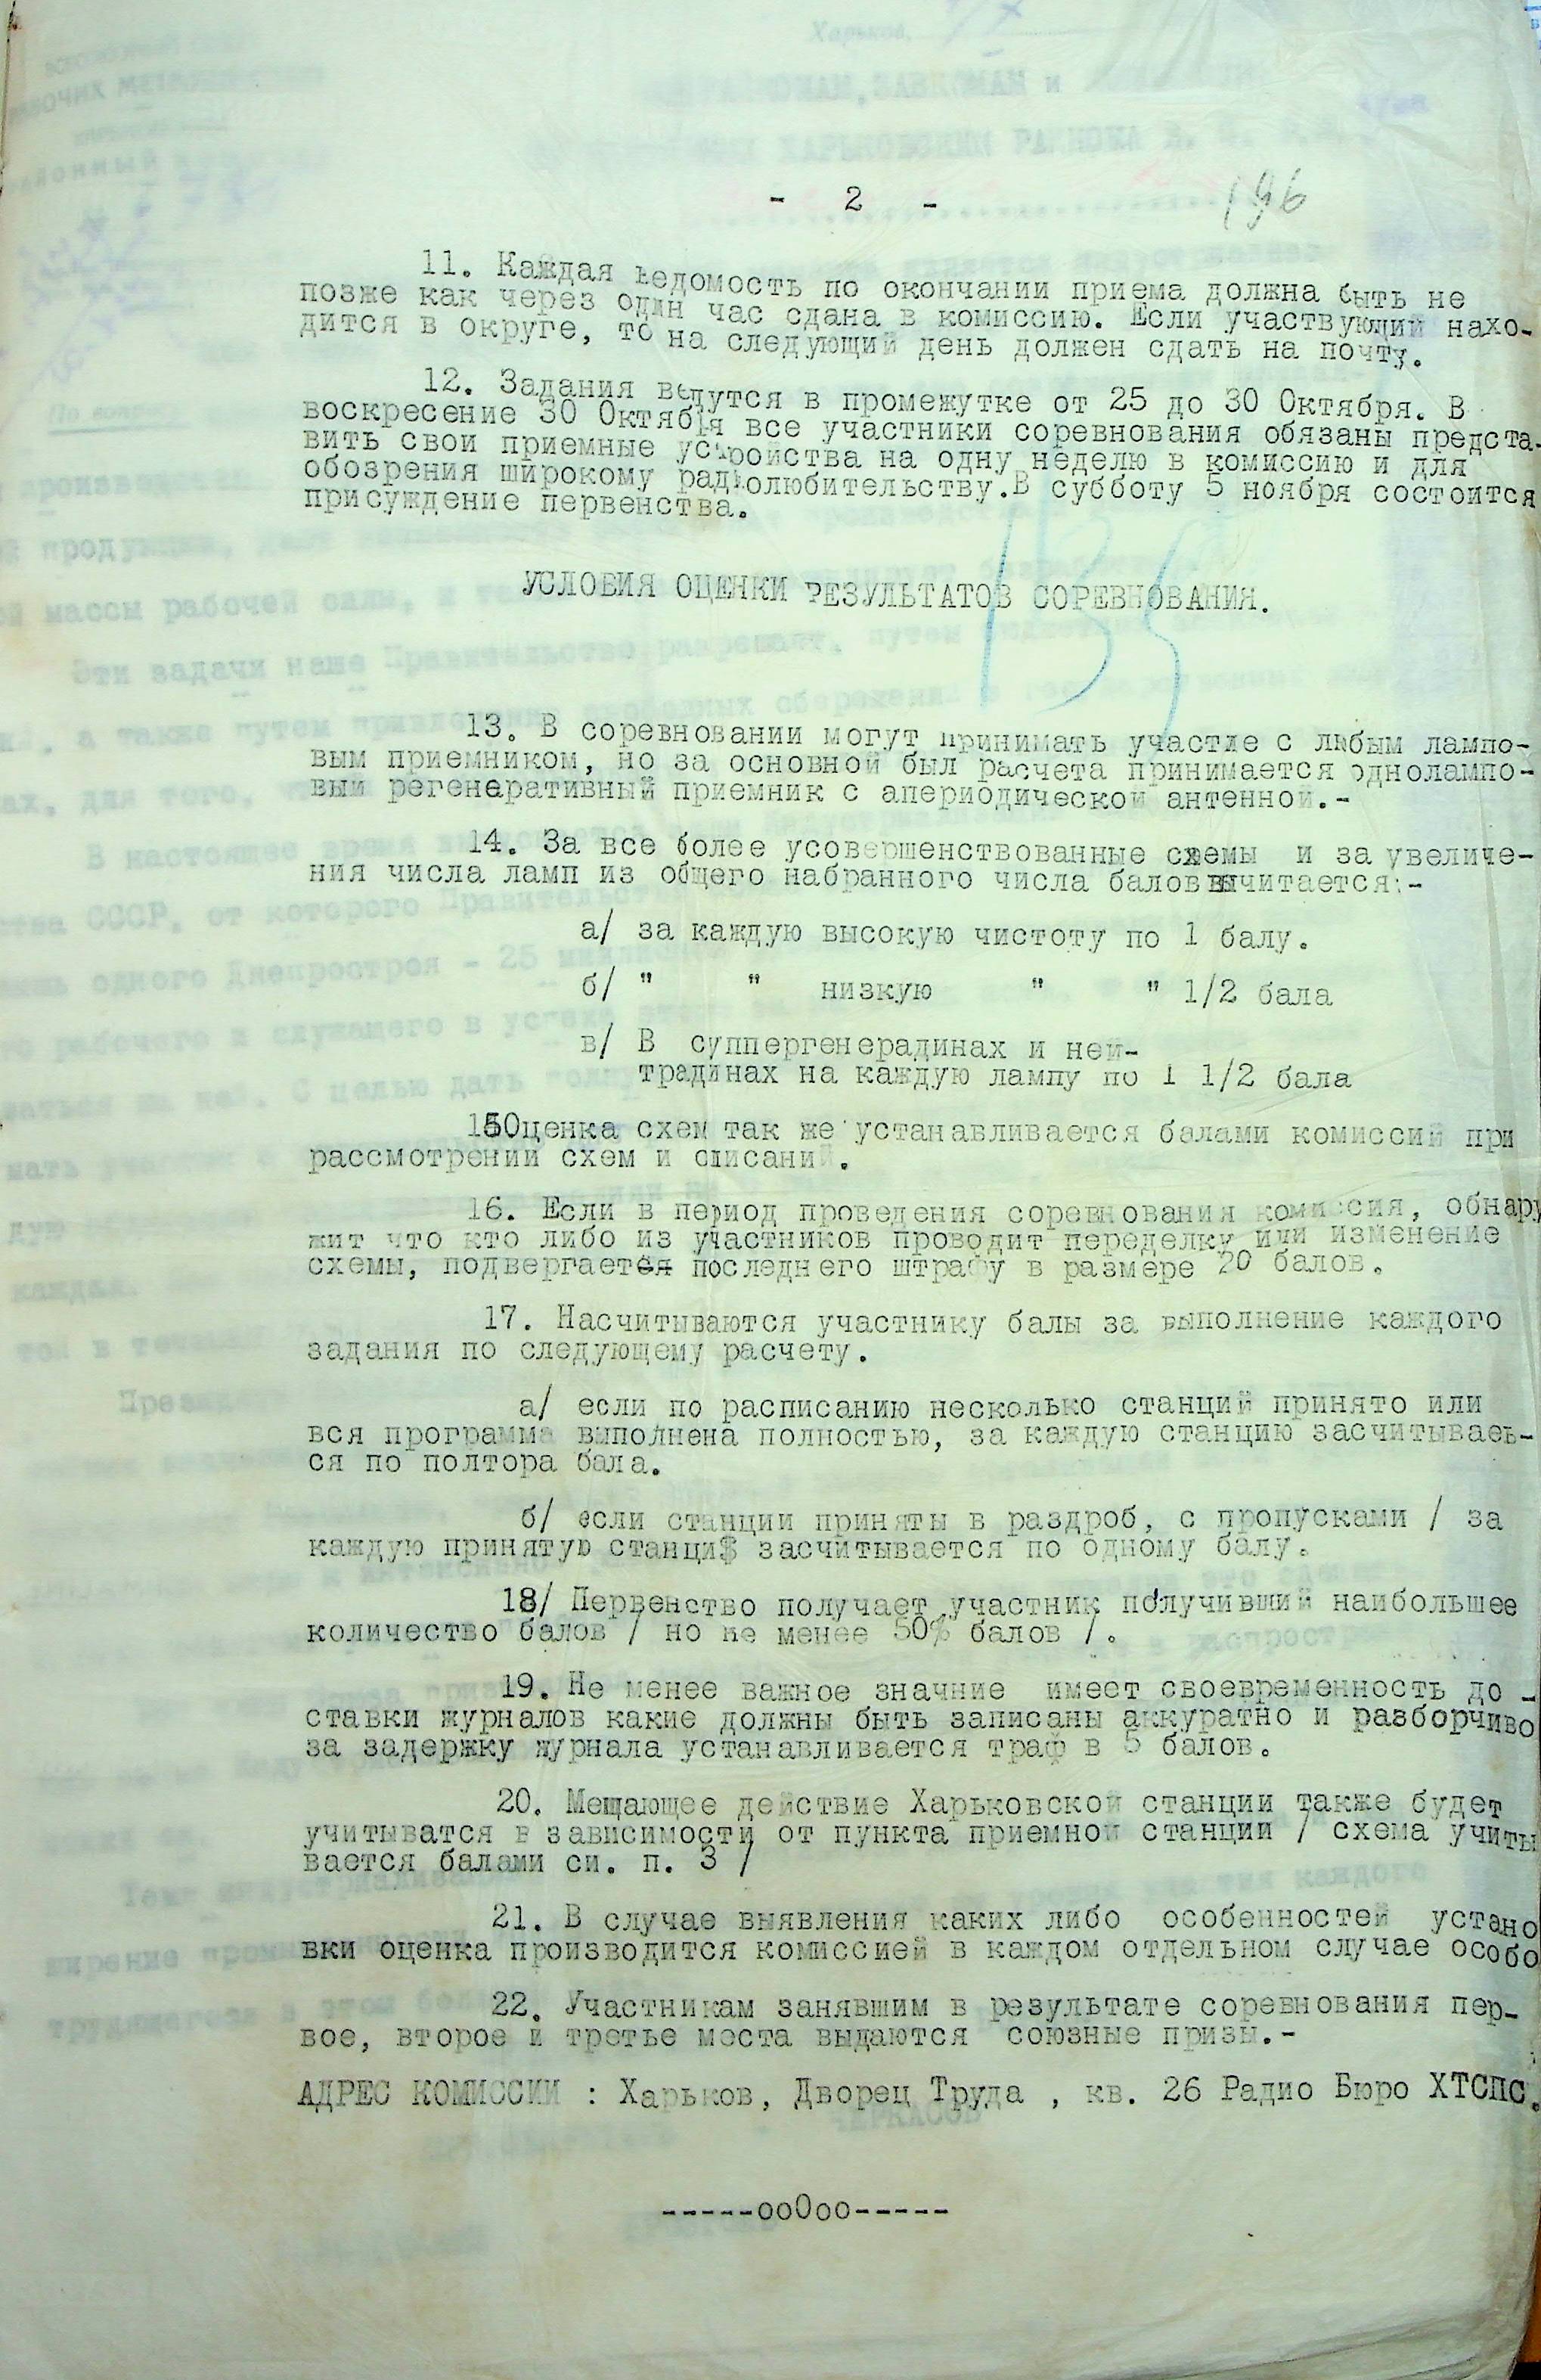 - 2 -
11. Каждая ведомость по окончании приема должна быть не
позже как через один час сдана в комиссию. Если участвующий нахо-
дится в округе, то на следующий день должен сдать на почту.
12. Задания ведутся в промежутке от 25 до 30 Октября. В
воскресение 30 Октября все участники соревнования обязаны предста-
вить свои приемные устройства на одну неделю в комиссию и для
обозрения широкому радиолюбительству. В субботу 5 ноября состоится
присуждение первенства.
УСЛОВИЯ ОЦЕНКИ РЕЗУЛЬТАТОВ СОРЕВНОВАНИЯ.
13. В соревновании могут принимать участие с любым лампо-
вым приемником, но за основной был расчета принимается однолампо-
вый регенеративный приемник с апериодической антенной.-
14. За все более усовершенствованные схемы и за увеличе-
ния числа ламп из общего набранного числа балов вычитается:-
а/ за каждую высокую чистоту по 1 балу.
б/ " " низкую " " 1/2 бала
в/ В суппергенерадинах и ней-
традинах на каждую лампу по 1 1/2 бала
15 Оценка схем так же устанавливается балами комиссий при
рассмотрении схем и описаний.
16. Если в период проведения соревнования комиссия, обнару
жит что кто либо из участников проводит переделку или изменение
схемы, подвергает последнего штрафу в размере 20 балов.
17. Насчитываются участнику балы за выполнение каждого
задания по следующему расчету.
а/ если по расписанию несколько станций принято или
вся программа выполнена полностью, за каждую станцию засчитываеь-
ся по полтора бала.
б/ если станции приняты в раздроб, с пропусками / за
каждую принятую станци засчитывается по одному балу.
18/ Первенство получает участник получивший наибольшее
количество балов / но не менее 50% балов /.
19. Не менее важное значние имеет своевременность до -
ставки журналов какие должны быть записаны аккуратно и разборчиво
за задержку журнала устанавливается траф в 5 балов.
20. Мещающее действие Харьковской станции также будет
учитыватся в зависимости от пункта приемной станции / схема учиты
вается балами си. п. 3 /
21. В случае выявления каких либо особенностей устано
вки оценка производится комиссией в каждом отдельном случае особо
22. Участникам занявшим в результате соревнования пер-
вое, второе и третье места выдаются союзные призы.-
АДРЕС КОМИССИИ : Харьков, Дворец Труда , кв. 26 Радио Бюро ХТСПС.
-----ооОоо-----